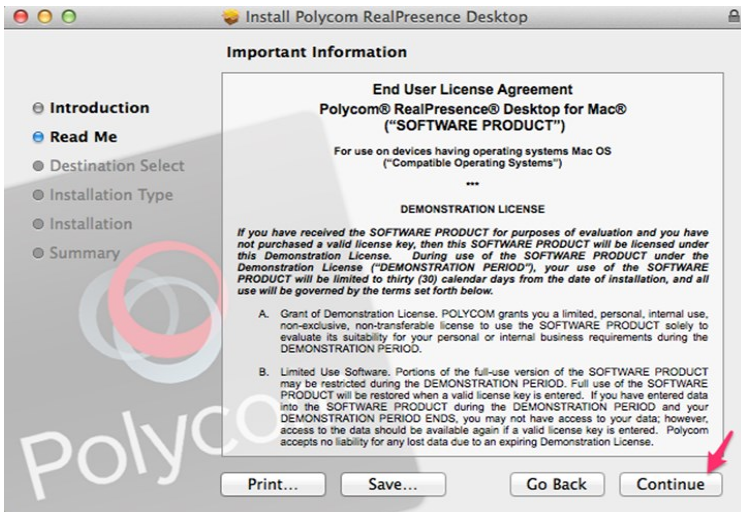 Install Polycom RealPresence Desktop
Important Information
Introduction
Read Me
Destination Select
Installation Type
Installation
Summary
End User License Agreement
Polycom® RealPresence® Desktop for Mac®
("SOFTWARE PRODUCT")
For use on devices having operating systems Mac OS
("Compatible Operating Systems")
***
DEMONSTRATION LICENSE
If you have received the SOFTWARE PRODUCT for purposes of evaluation and you have
not purchased a valid license key, then this SOFTWARE PRODUCT will be licensed under
this Demonstration License. During use of the SOFTWARE PRODUCT under the
Demonstration License ("DEMONSTRATION PERIOD"), your use of the SOFTWARE
PRODUCT will be limited to thirty (30) calendar days from the date of installation, and all
use will be governed by the terms set forth below.
A. Grant of Demonstration License. POLYCOM grants you a limited, personal, internal use,
non-exclusive, non-transferable license to use the SOFTWARE PRODUCT solely to
evaluate its suitability for your personal or internal business requirements during the
DEMONSTRATION PERIOD.
B. Limited Use Software. Portions of the full-use version of the SOFTWARE PRODUCT
may be restricted during the DEMONSTRATION PERIOD. Full use of the SOFTWARE
PRODUCT will be restored when a valid license key is entered. If you have entered data
into the SOFTWARE PRODUCT during the DEMONSTRATION PERIOD and your
DEMONSTRATION PERIOD ENDS, you may not have access to your data; however,
access to the data should be available again if a valid license key is entered. Polycom
accepts no liability for any lost data due to an expiring Demonstration License.
Polyco
Print...
Save...
Go Back
Continue